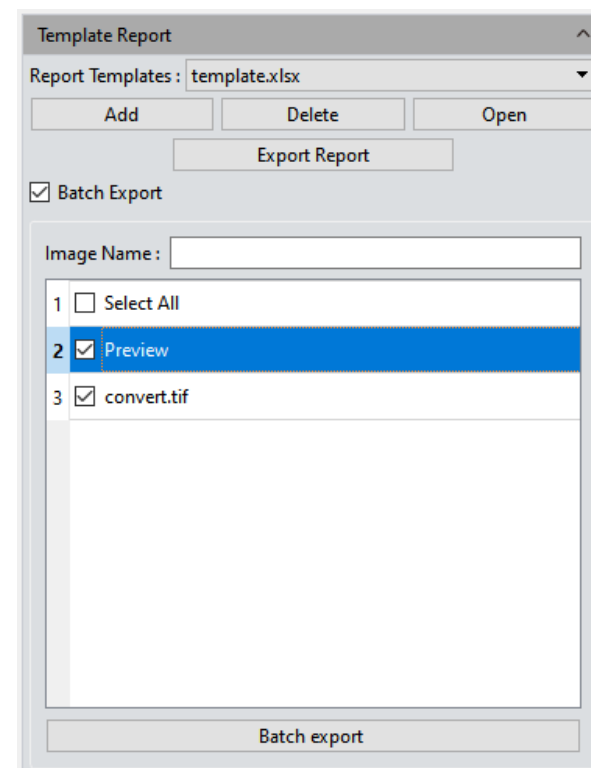 Template Report
Report Templates : template.xlsx
Add Delete Open
Export Report
Batch Export
Image Name :
1 Select All
2 Preview
3 convert.tif
Batch export